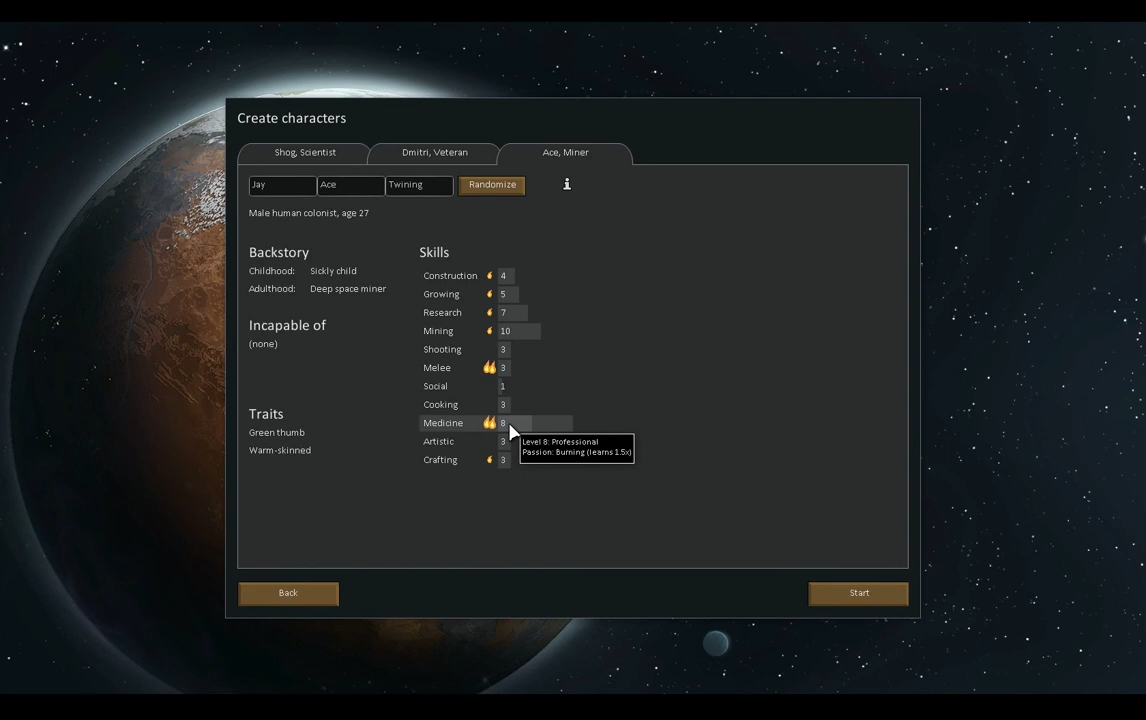 Create characters
Shog, Scientist
Dmitri, Veteran
Ace, Miner
Jay
Ace
Twining
Randomize
Male human colonist, age 27
Backstory
Childhood: Sickly child
Adulthood: Deep space miner
Incapable of
(none)
Traits
Green thumb
Warm-skinned
Skills
Construction 4
Growing 5
Research 7
Mining 10
Shooting 3
Melee 3
Social 1
Cooking 3
Medicine 8
Artistic 3
Crafting 3
Level 8: Professional
Passion: Burning (learns 1.5x)
Back
Start